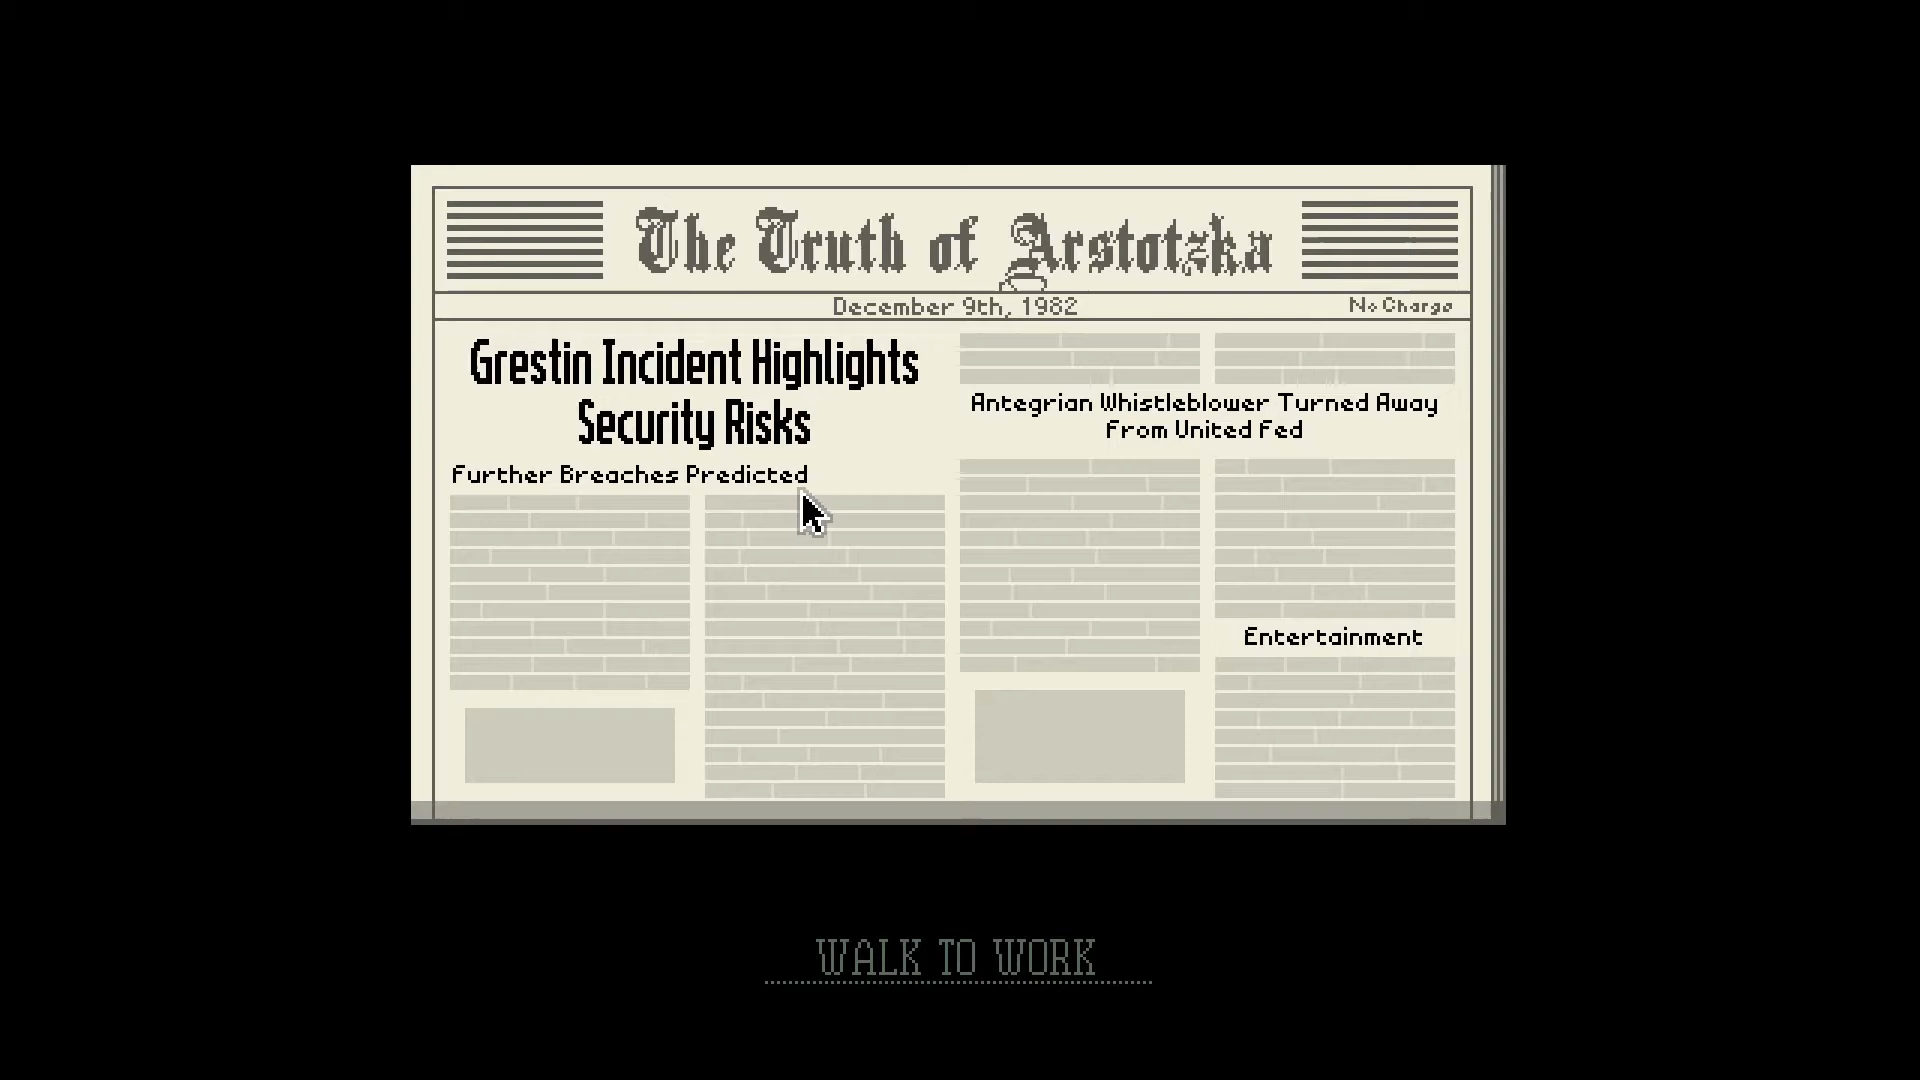 The Truth of Arstotzka
December 9th, 1982
No Charge
Grestin Incident Highlights
Security Risks
Further Breaches Predicted
Antegrian Whistleblower Turned Away
From United Fed
Entertainment
WALK TO WORK